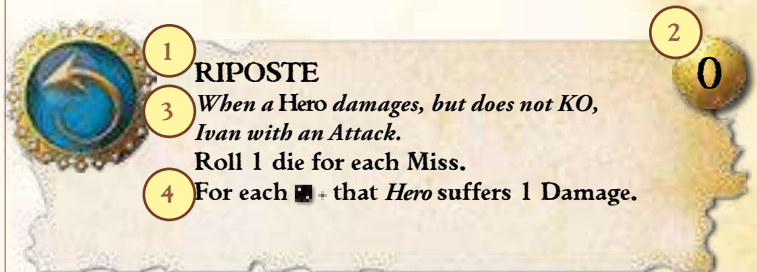 1
2
RIPOSTE
0
3
When a Hero damages, but does not KO,
Ivan with an Attack.
Roll 1 die for each Miss.
4
For each + that Hero suffers 1 Damage.